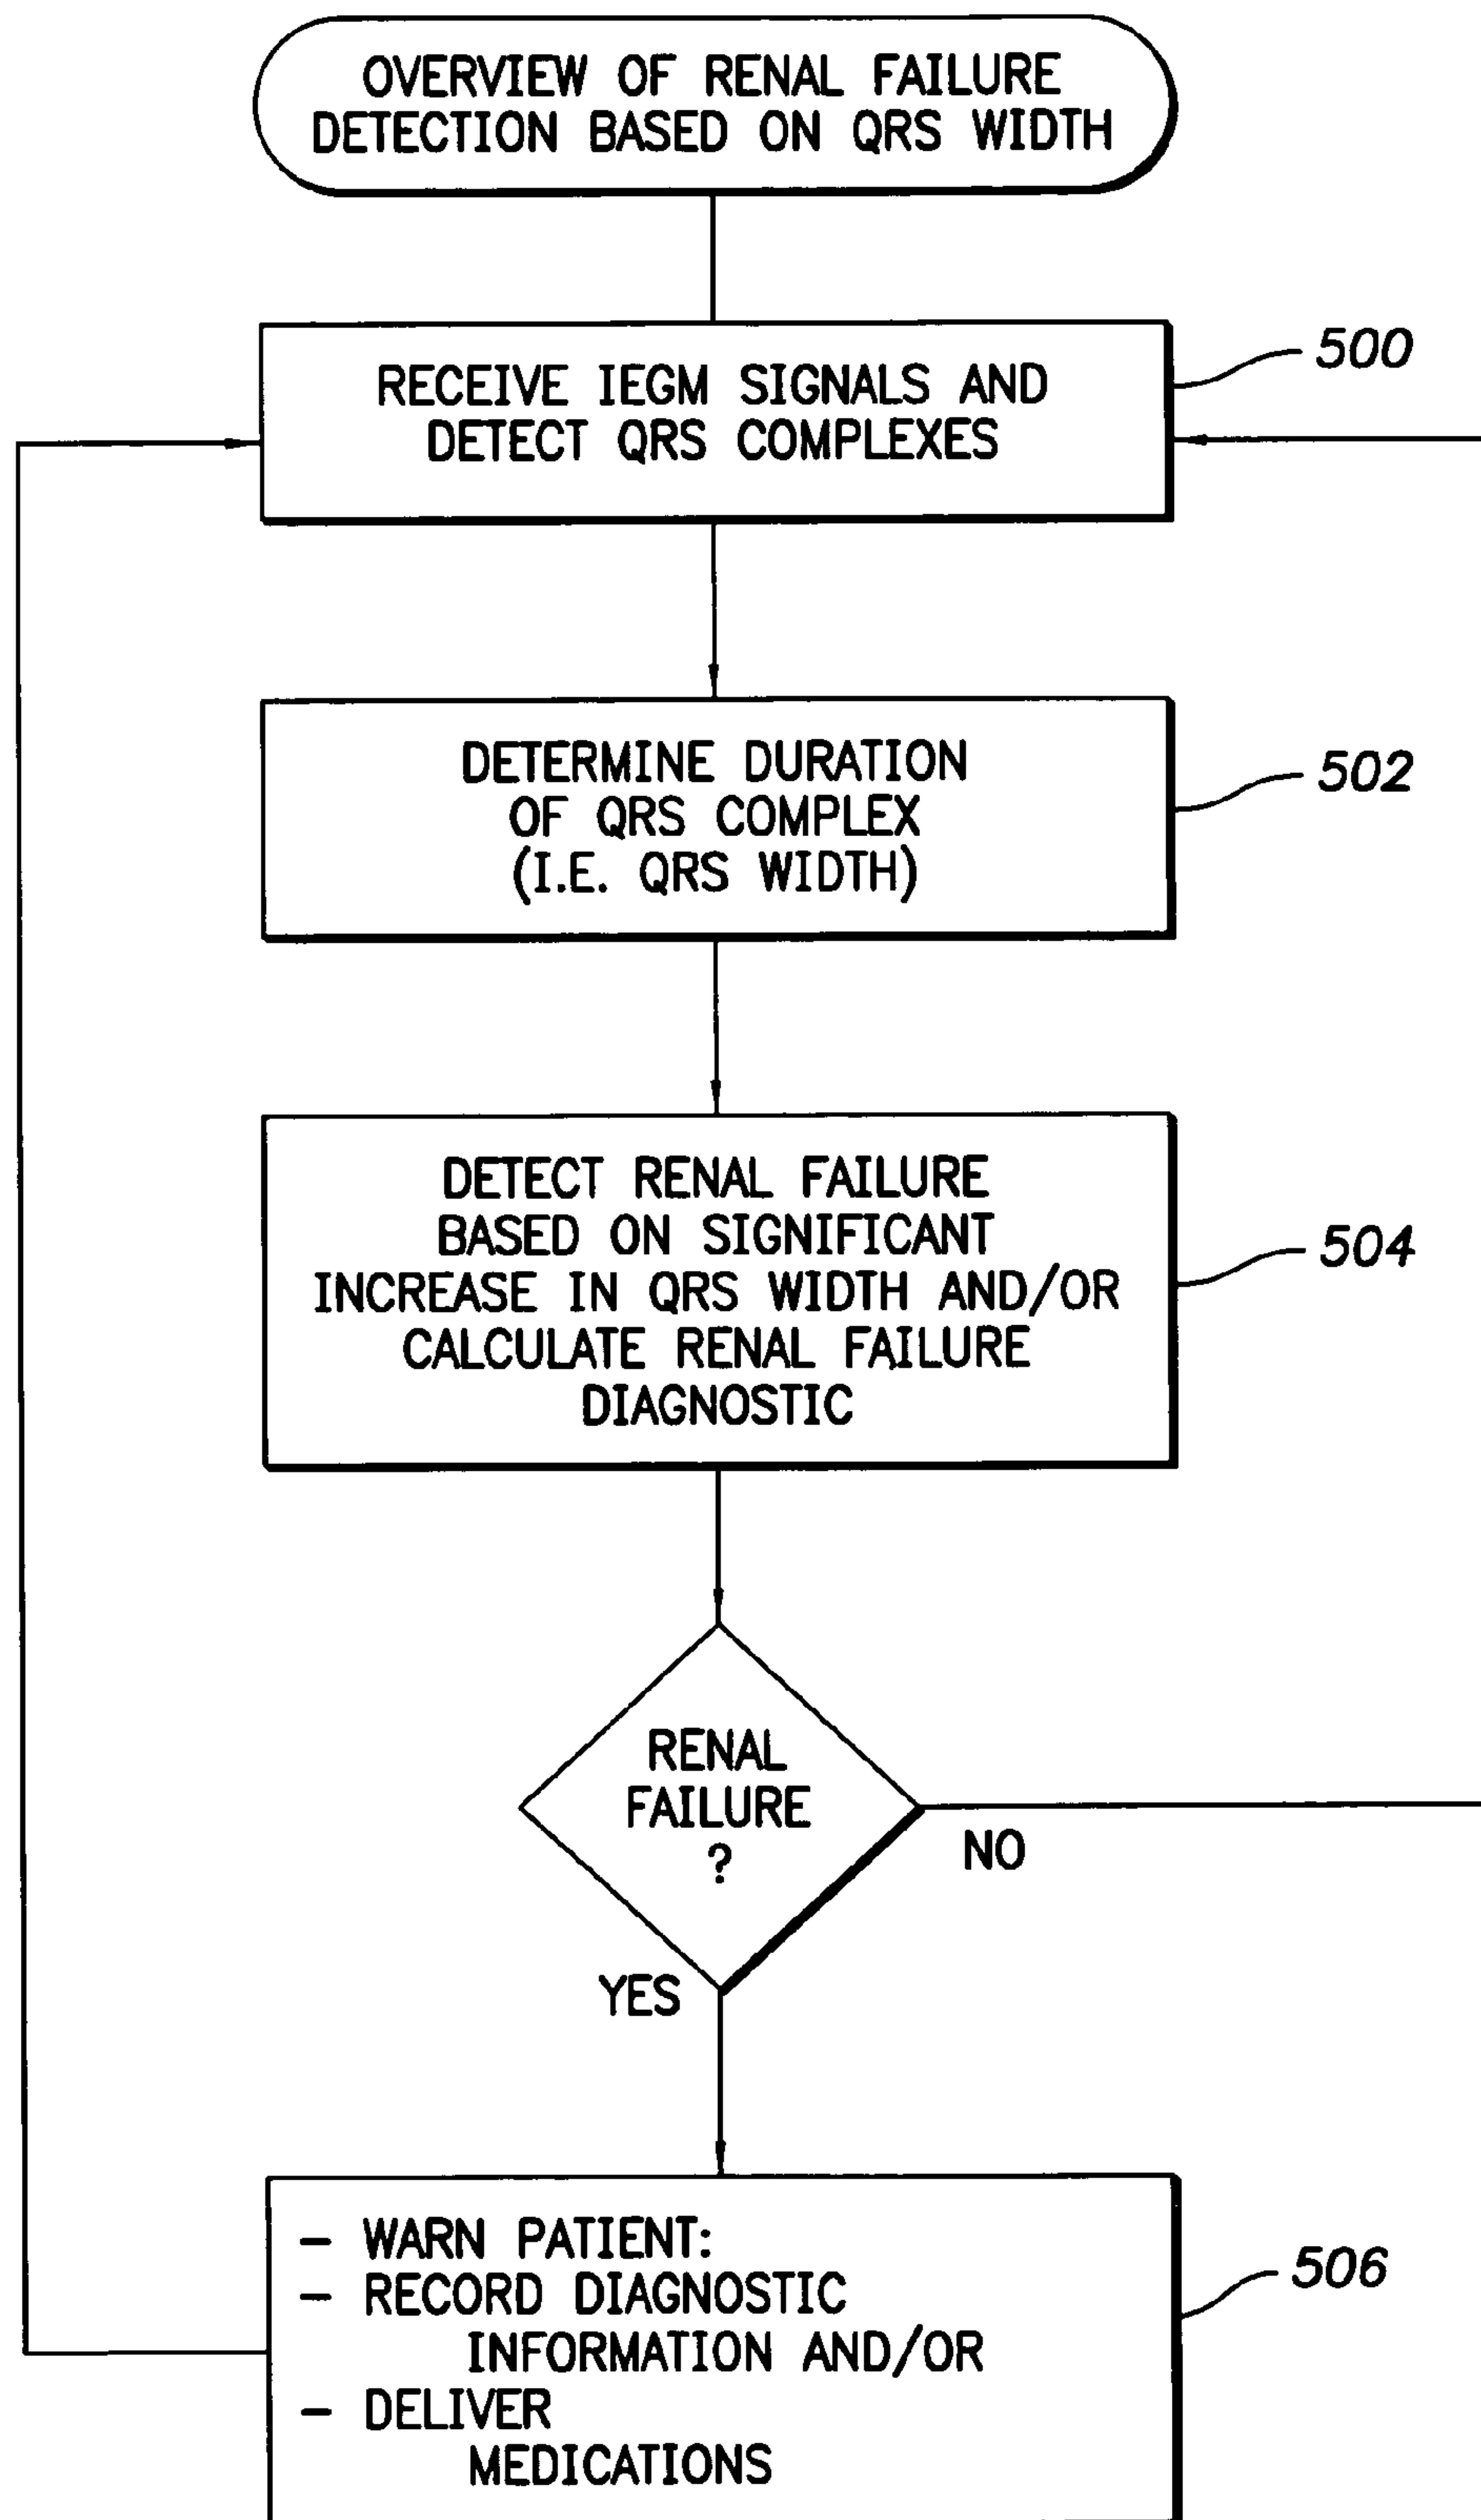 OVERVIEW OF RENAL FAILURE
DETECTION BASED ON QRS WIDTH
RECEIVE IEGM SIGNALS AND
DETECT QRS COMPLEXES
500
DETERMINE DURATION
OF QRS COMPLEX
(I.E. QRS WIDTH)
502
DETECT RENAL FAILURE
BASED ON SIGNIFICANT
INCREASE IN QRS WIDTH AND/OR
CALCULATE RENAL FAILURE
DIAGNOSTIC
504
RENAL
FAILURE
?
NO
YES
– WARN PATIENT:
– RECORD DIAGNOSTIC
INFORMATION AND/OR
– DELIVER
MEDICATIONS
506